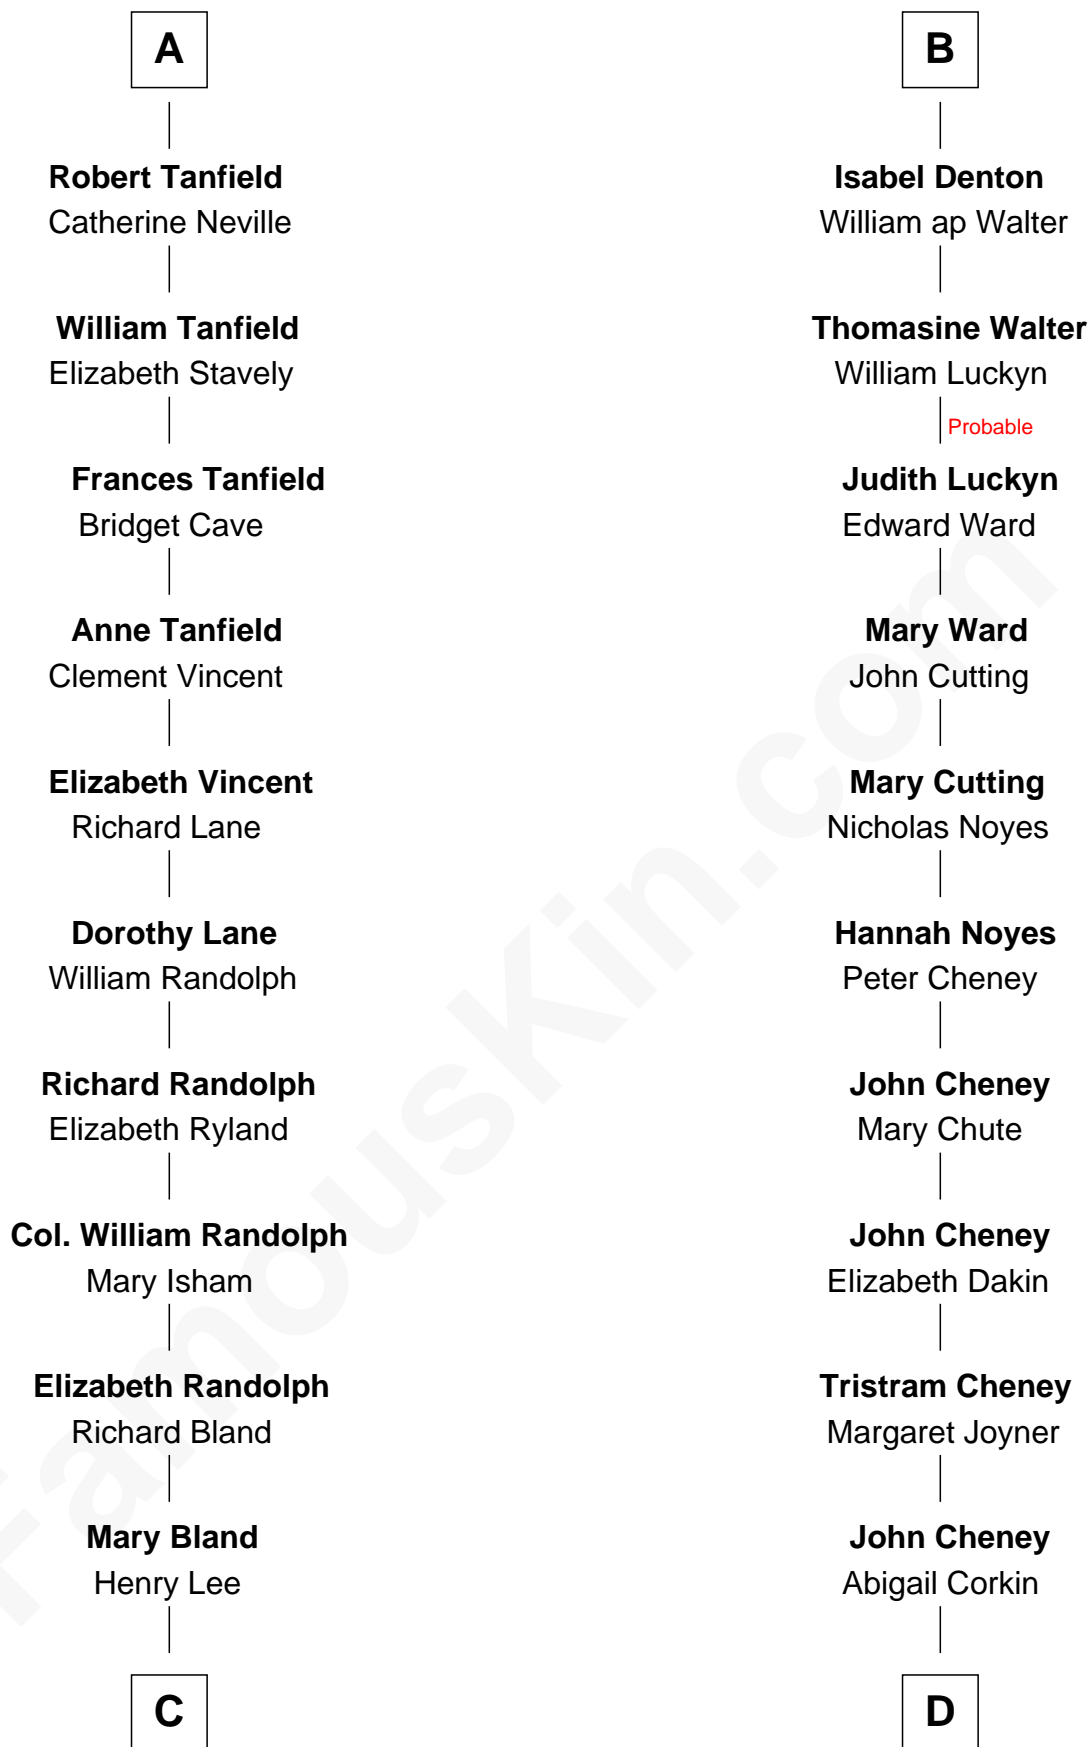 A
Robert Tanfield
Catherine Neville
William Tanfield
Elizabeth Stavely
Frances Tanfield
Bridget Cave
Anne Tanfield
Clement Vincent
Elizabeth Vincent
Richard Lane
Dorothy Lane
William Randolph
Richard Randolph
Elizabeth Ryland
Col. William Randolph
Mary Isham
Elizabeth Randolph
Richard Bland
Mary Bland
Henry Lee
C
B
Isabel Denton
William ap Walter
Thomasine Walter
William Luckyn
Probable
Judith Luckyn
Edward Ward
Mary Ward
John Cutting
Mary Cutting
Nicholas Noyes
Hannah Noyes
Peter Cheney
John Cheney
Mary Chute
John Cheney
Elizabeth Dakin
Tristram Cheney
Margaret Joyner
John Cheney
Abigail Corkin
D
FamousKin.com